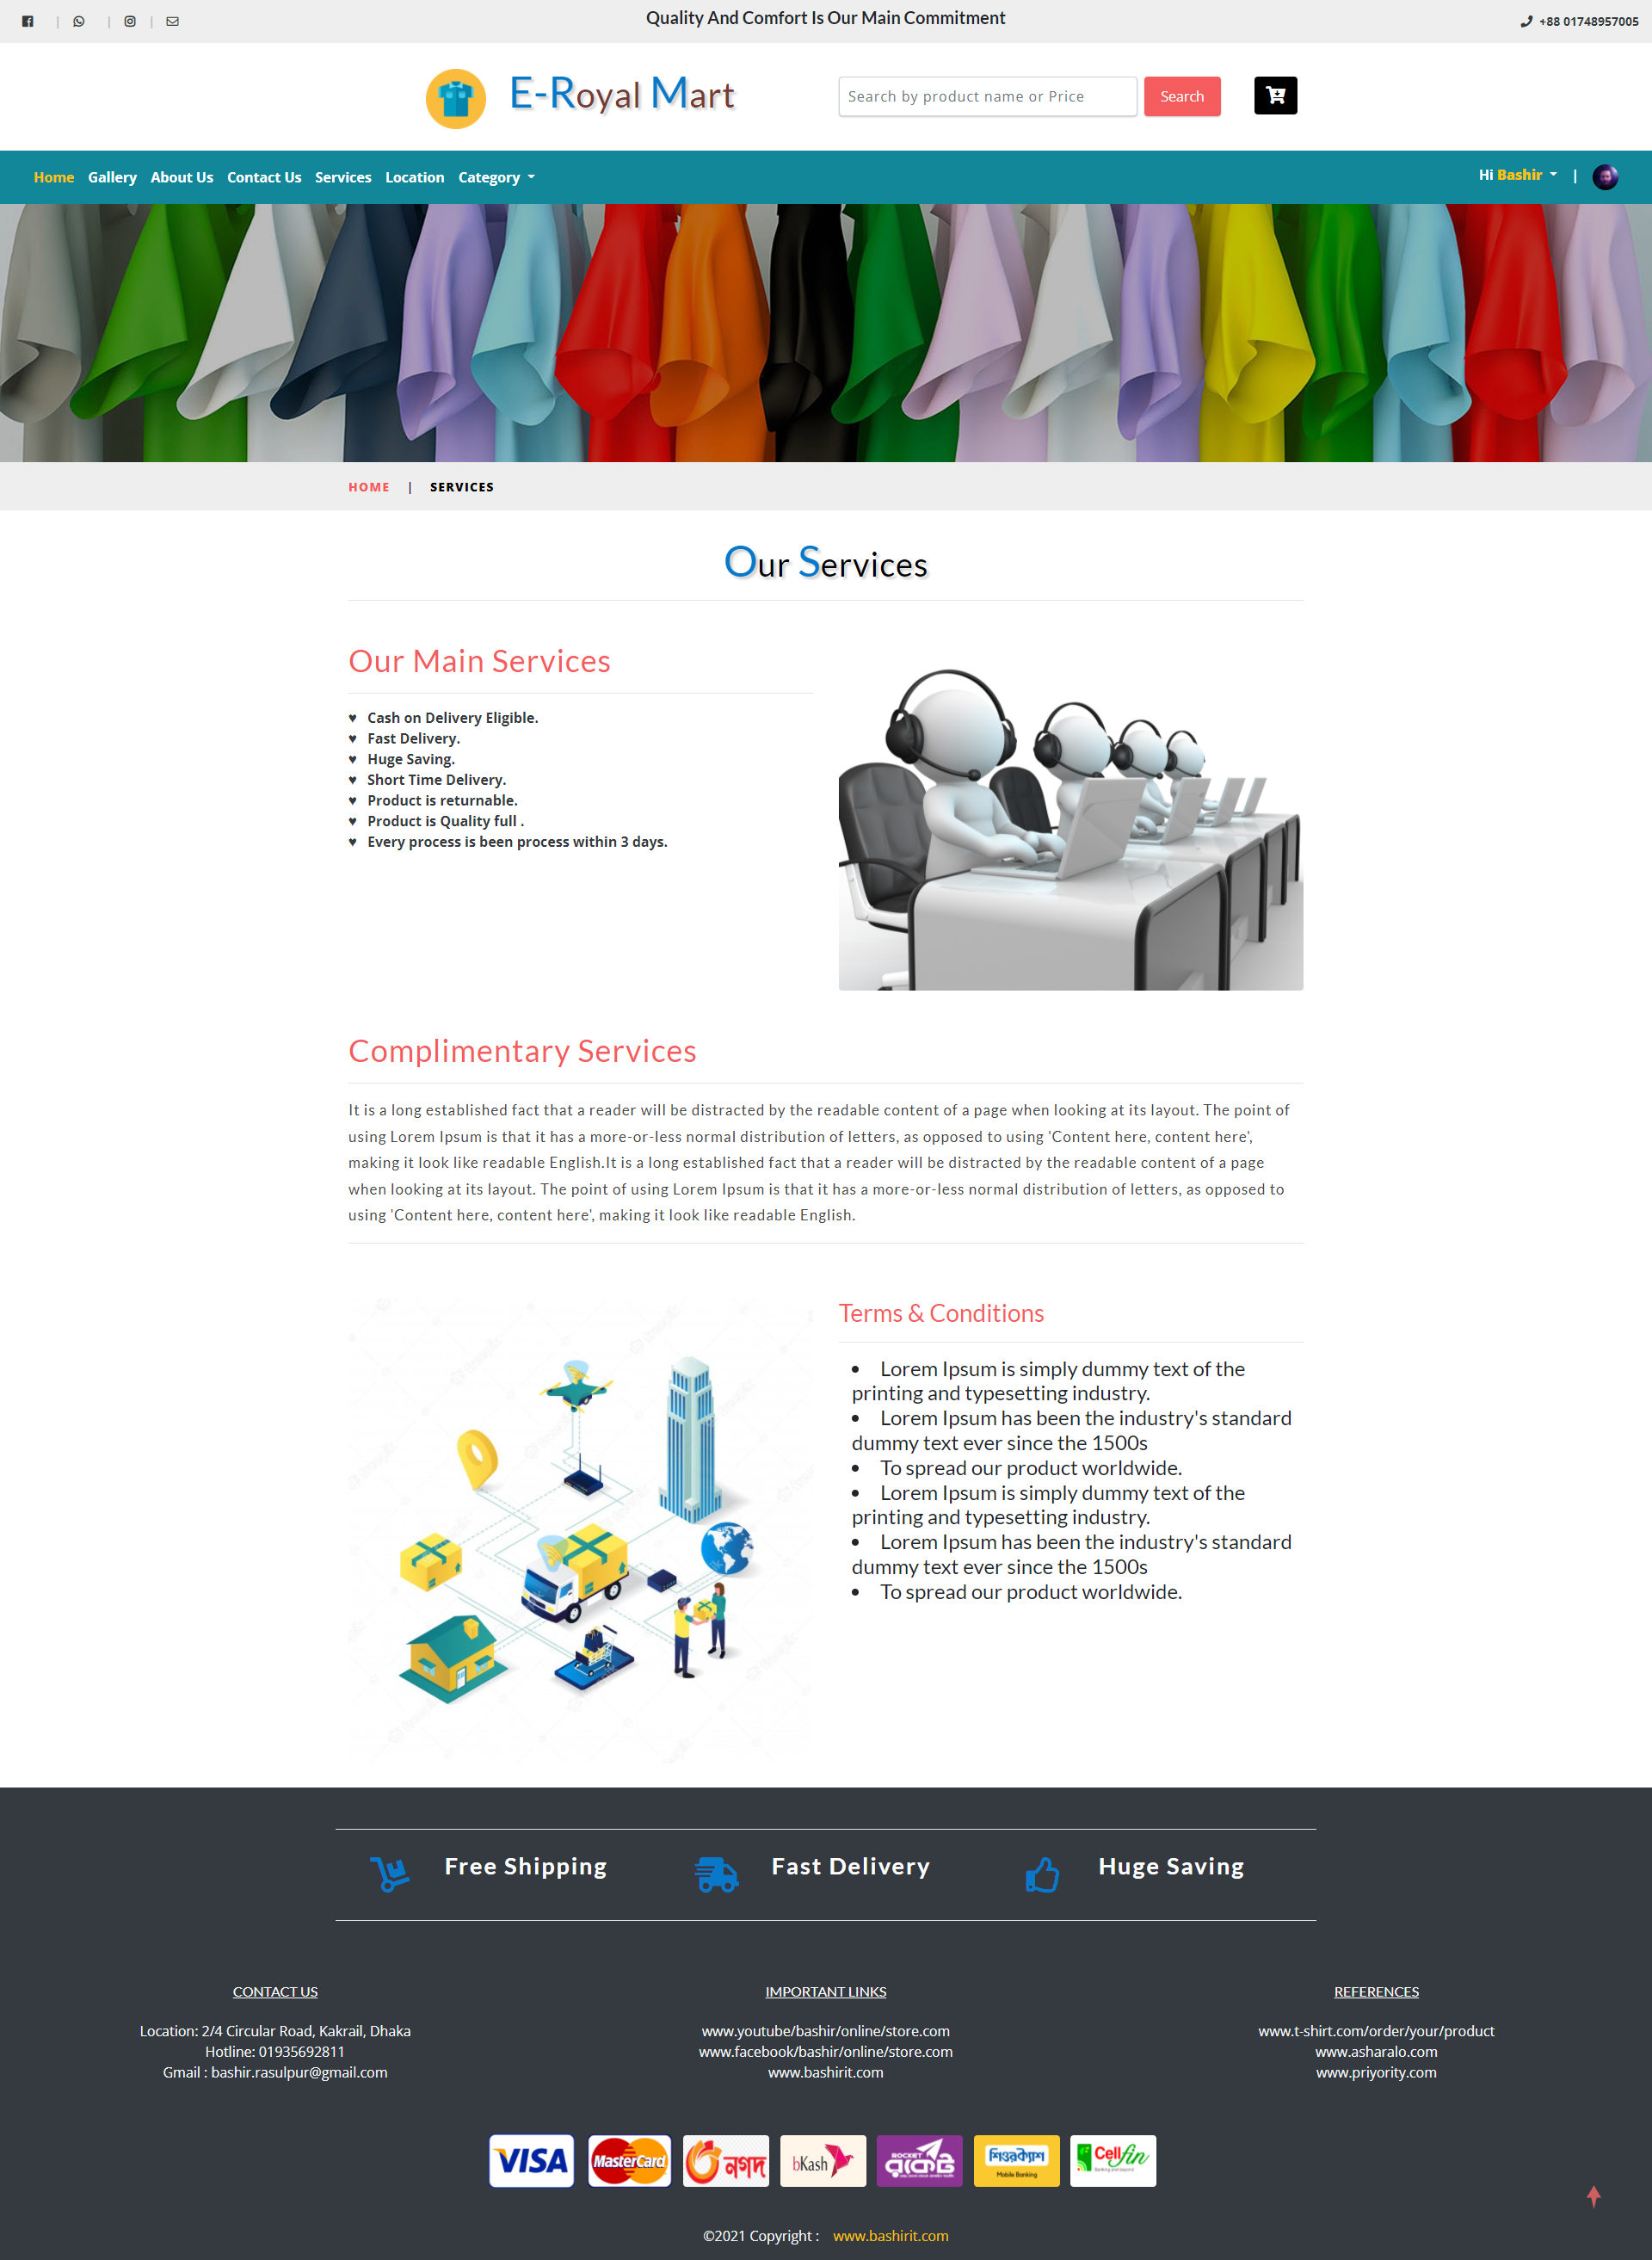 Quality And Comfort Is Our Main Commitment
+88 01748957005
E-Royal Mart
Search by product name or Price
Search
Home Gallery About Us Contact Us Services Location Category
Hi Bashir |
HOME | SERVICES
Our Services
Our Main Services
♥ Cash on Delivery Eligible.
♥ Fast Delivery.
♥ Huge Saving.
♥ Short Time Delivery.
♥ Product is returnable.
♥ Product is Quality full .
♥ Every process is been process within 3 days.
Complimentary Services
It is a long established fact that a reader will be distracted by the readable content of a page when looking at its layout. The point of
using Lorem Ipsum is that it has a more-or-less normal distribution of letters, as opposed to using 'Content here, content here',
making it look like readable English.It is a long established fact that a reader will be distracted by the readable content of a page
when looking at its layout. The point of using Lorem Ipsum is that it has a more-or-less normal distribution of letters, as opposed to
using 'Content here, content here', making it look like readable English.
Terms & Conditions
• Lorem Ipsum is simply dummy text of the
printing and typesetting industry.
• Lorem Ipsum has been the industry's standard
dummy text ever since the 1500s
• To spread our product worldwide.
• Lorem Ipsum is simply dummy text of the
printing and typesetting industry.
• Lorem Ipsum has been the industry's standard
dummy text ever since the 1500s
• To spread our product worldwide.
Free Shipping
Fast Delivery
Huge Saving
CONTACT US
Location: 2/4 Circular Road, Kakrail, Dhaka
Hotline: 01935692811
Gmail : bashir.rasulpur@gmail.com
IMPORTANT LINKS
www.youtube/bashir/online/store.com
www.facebook/bashir/online/store.com
www.bashirit.com
REFERENCES
www.t-shirt.com/order/your/product
www.asharalo.com
www.priyority.com
VISA
MasterCard
নগদ
bKash
ROCKET
রকেট
শিওরক্যাশ
Mobile Banking
Cellfin
©2021 Copyright : www.bashirit.com